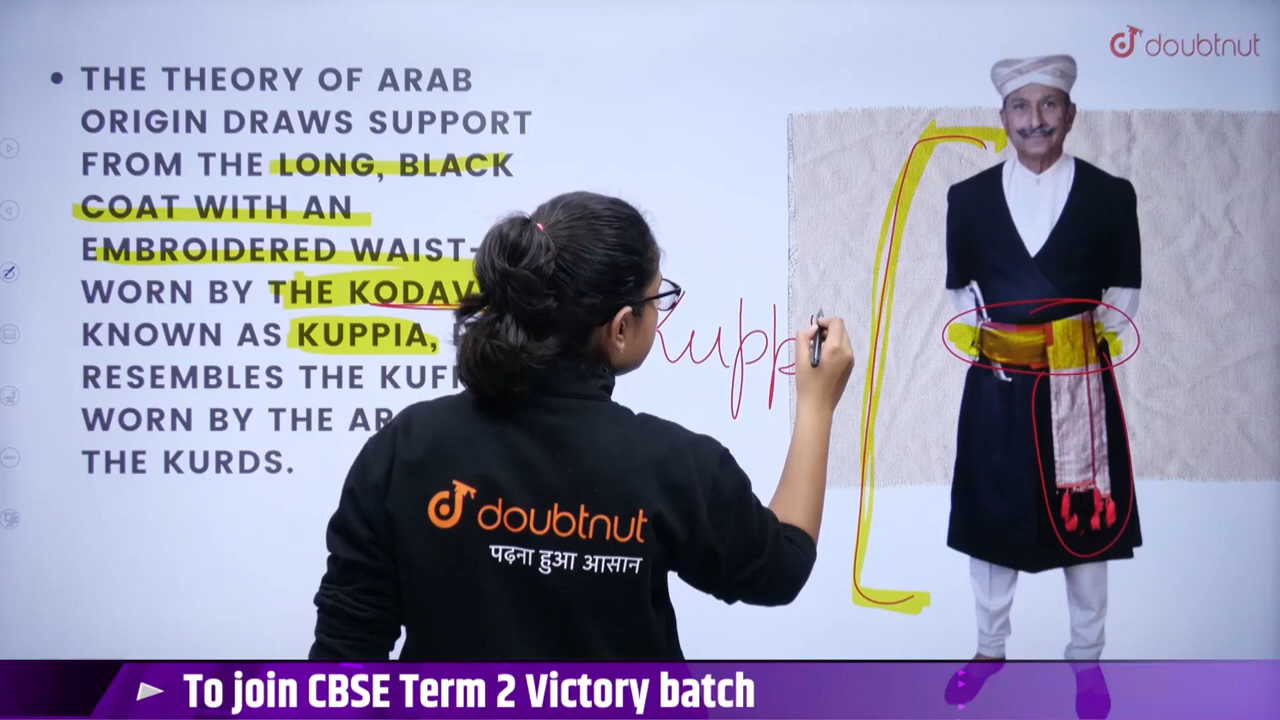 doubtnut
• THE THEORY OF ARAB
ORIGIN DRAWS SUPPORT
FROM THE LONG, BLACK
COAT WITH AN
EMBROIDERED WAIST-
WORN BY THE KODAV
KNOWN AS KUPPIA,
RESEMBLES THE KUF
WORN BY THE AR
THE KURDS.
Kupp
doubtnut
पढ़ना हुआ आसान
To join CBSE Term 2 Victory batch